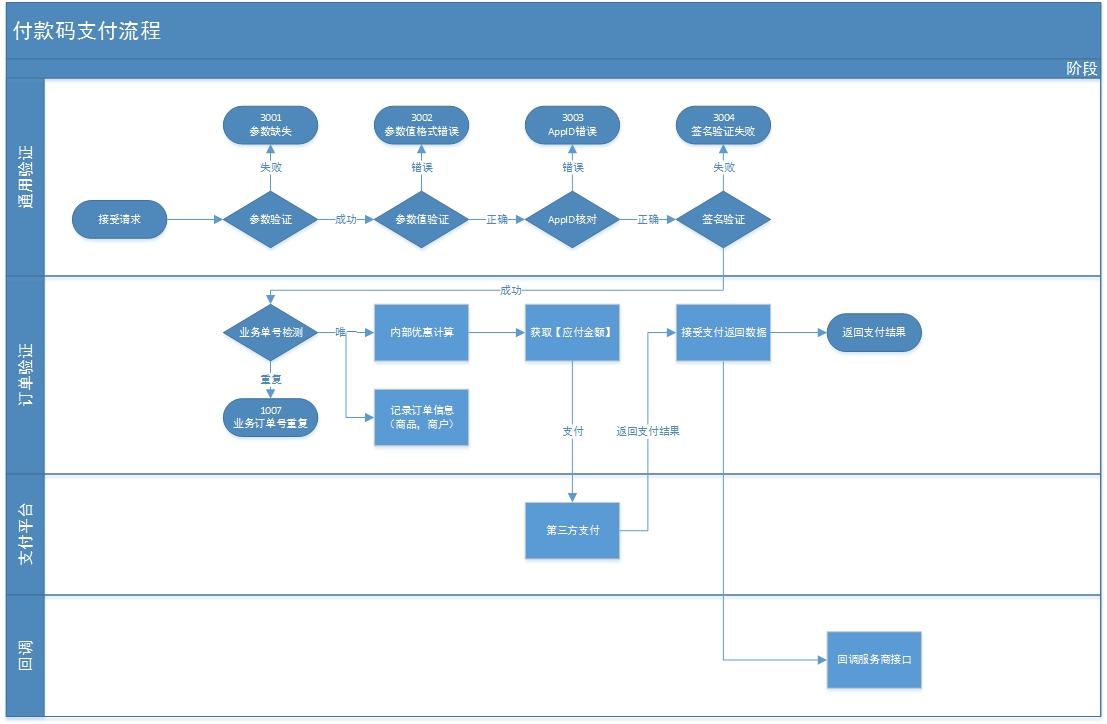 付款码支付流程
阶段
通用验证
3001
参数缺失
3002
参数值格式错误
3003
AppID错误
3004
签名验证失败
失败
错误
错误
失败
接受请求
参数验证
成功
参数值验证
正确
AppID核对
正确
签名验证
成功
订单验证
业务单号检测
唯一
内部优惠计算
获取【应付金额】
接受支付返回数据
返回支付结果
重复
1007
业务订单号重复
记录订单信息
（商品，商户）
支付
返回支付结果
支付平台
第三方支付
回调
回调服务商接口